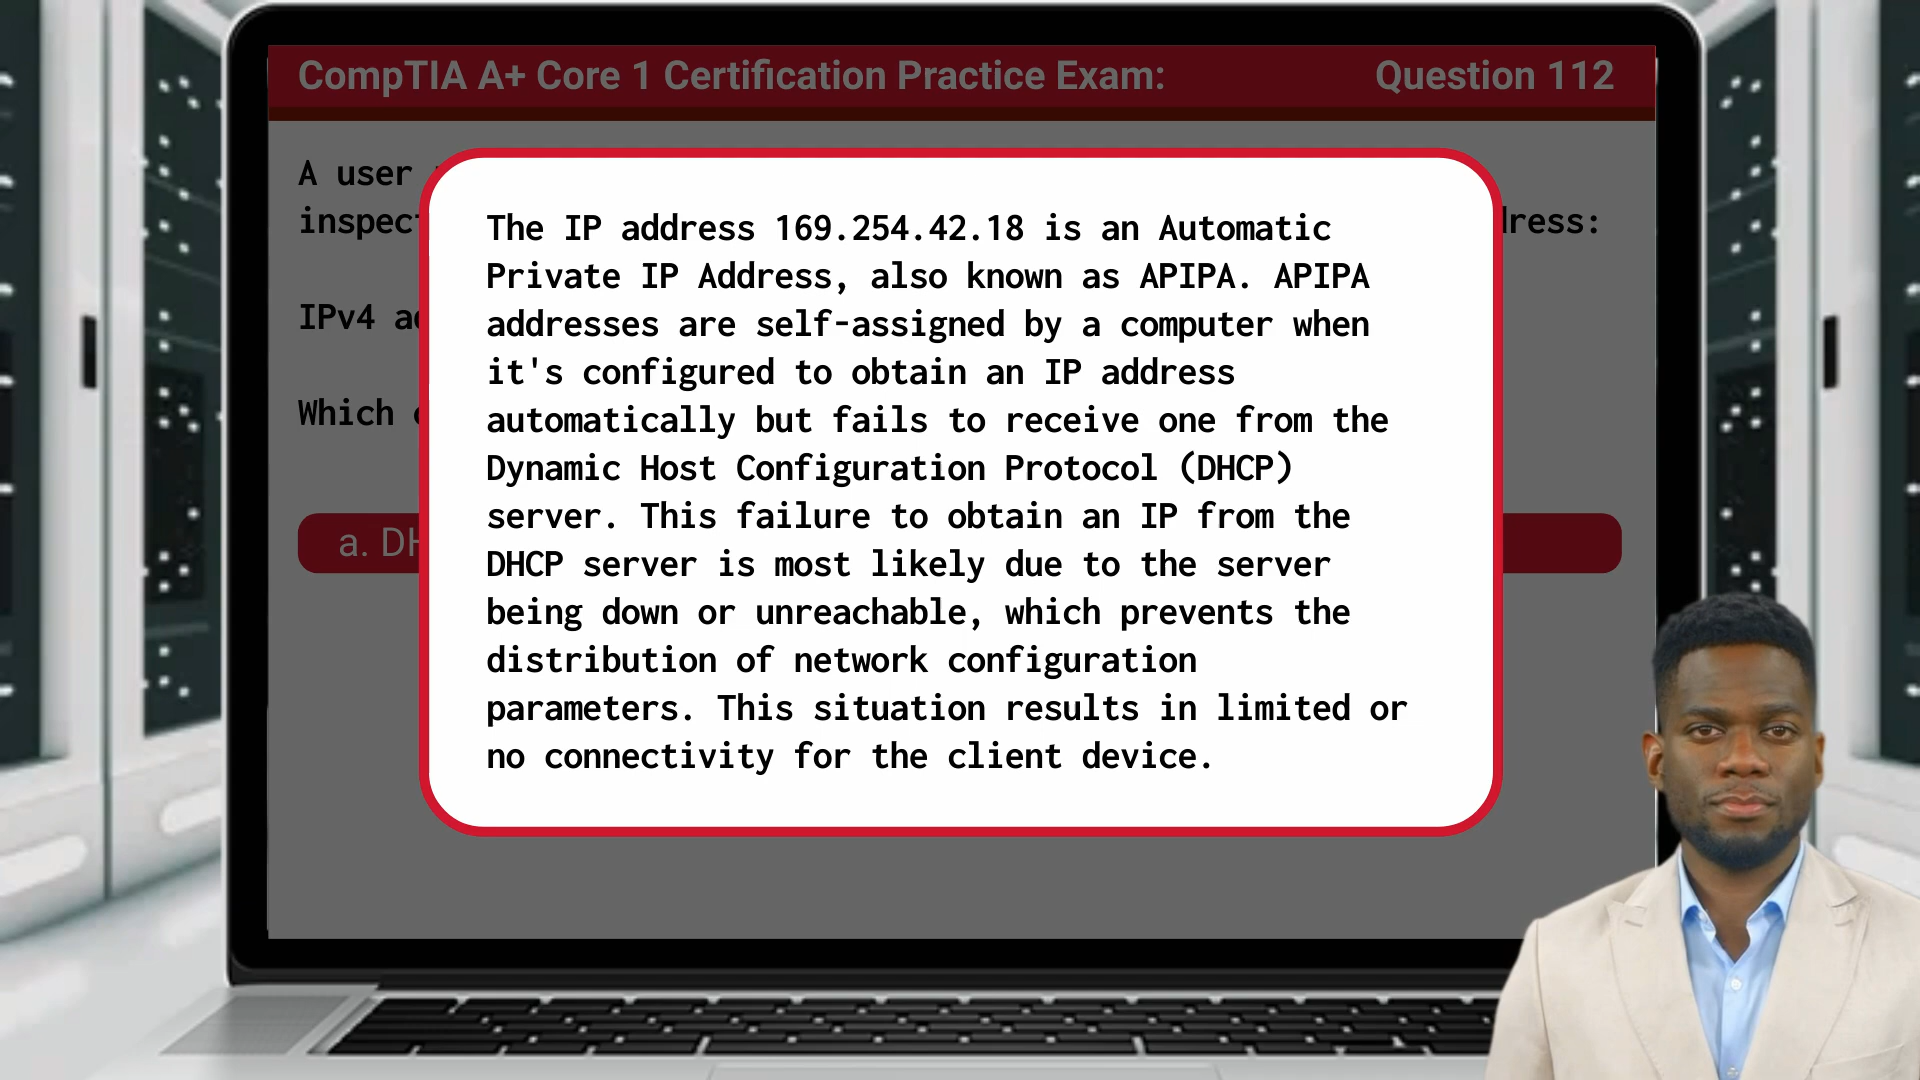 CompTIA A+ Core 1 Certification Practice Exam: Question 112
A user
dress:
IPv4
Which
a.
The IP address 169.254.42.18 is an Automatic
Private IP Address, also known as APIPA. APIPA
addresses are self-assigned by a computer when
it's configured to obtain an IP address
automatically but fails to receive one from the
Dynamic Host Configuration Protocol (DHCP)
server. This failure to obtain an IP from the
DHCP server is most likely due to the server
being down or unreachable, which prevents the
distribution of network configuration
parameters. This situation results in limited or
no connectivity for the client device.